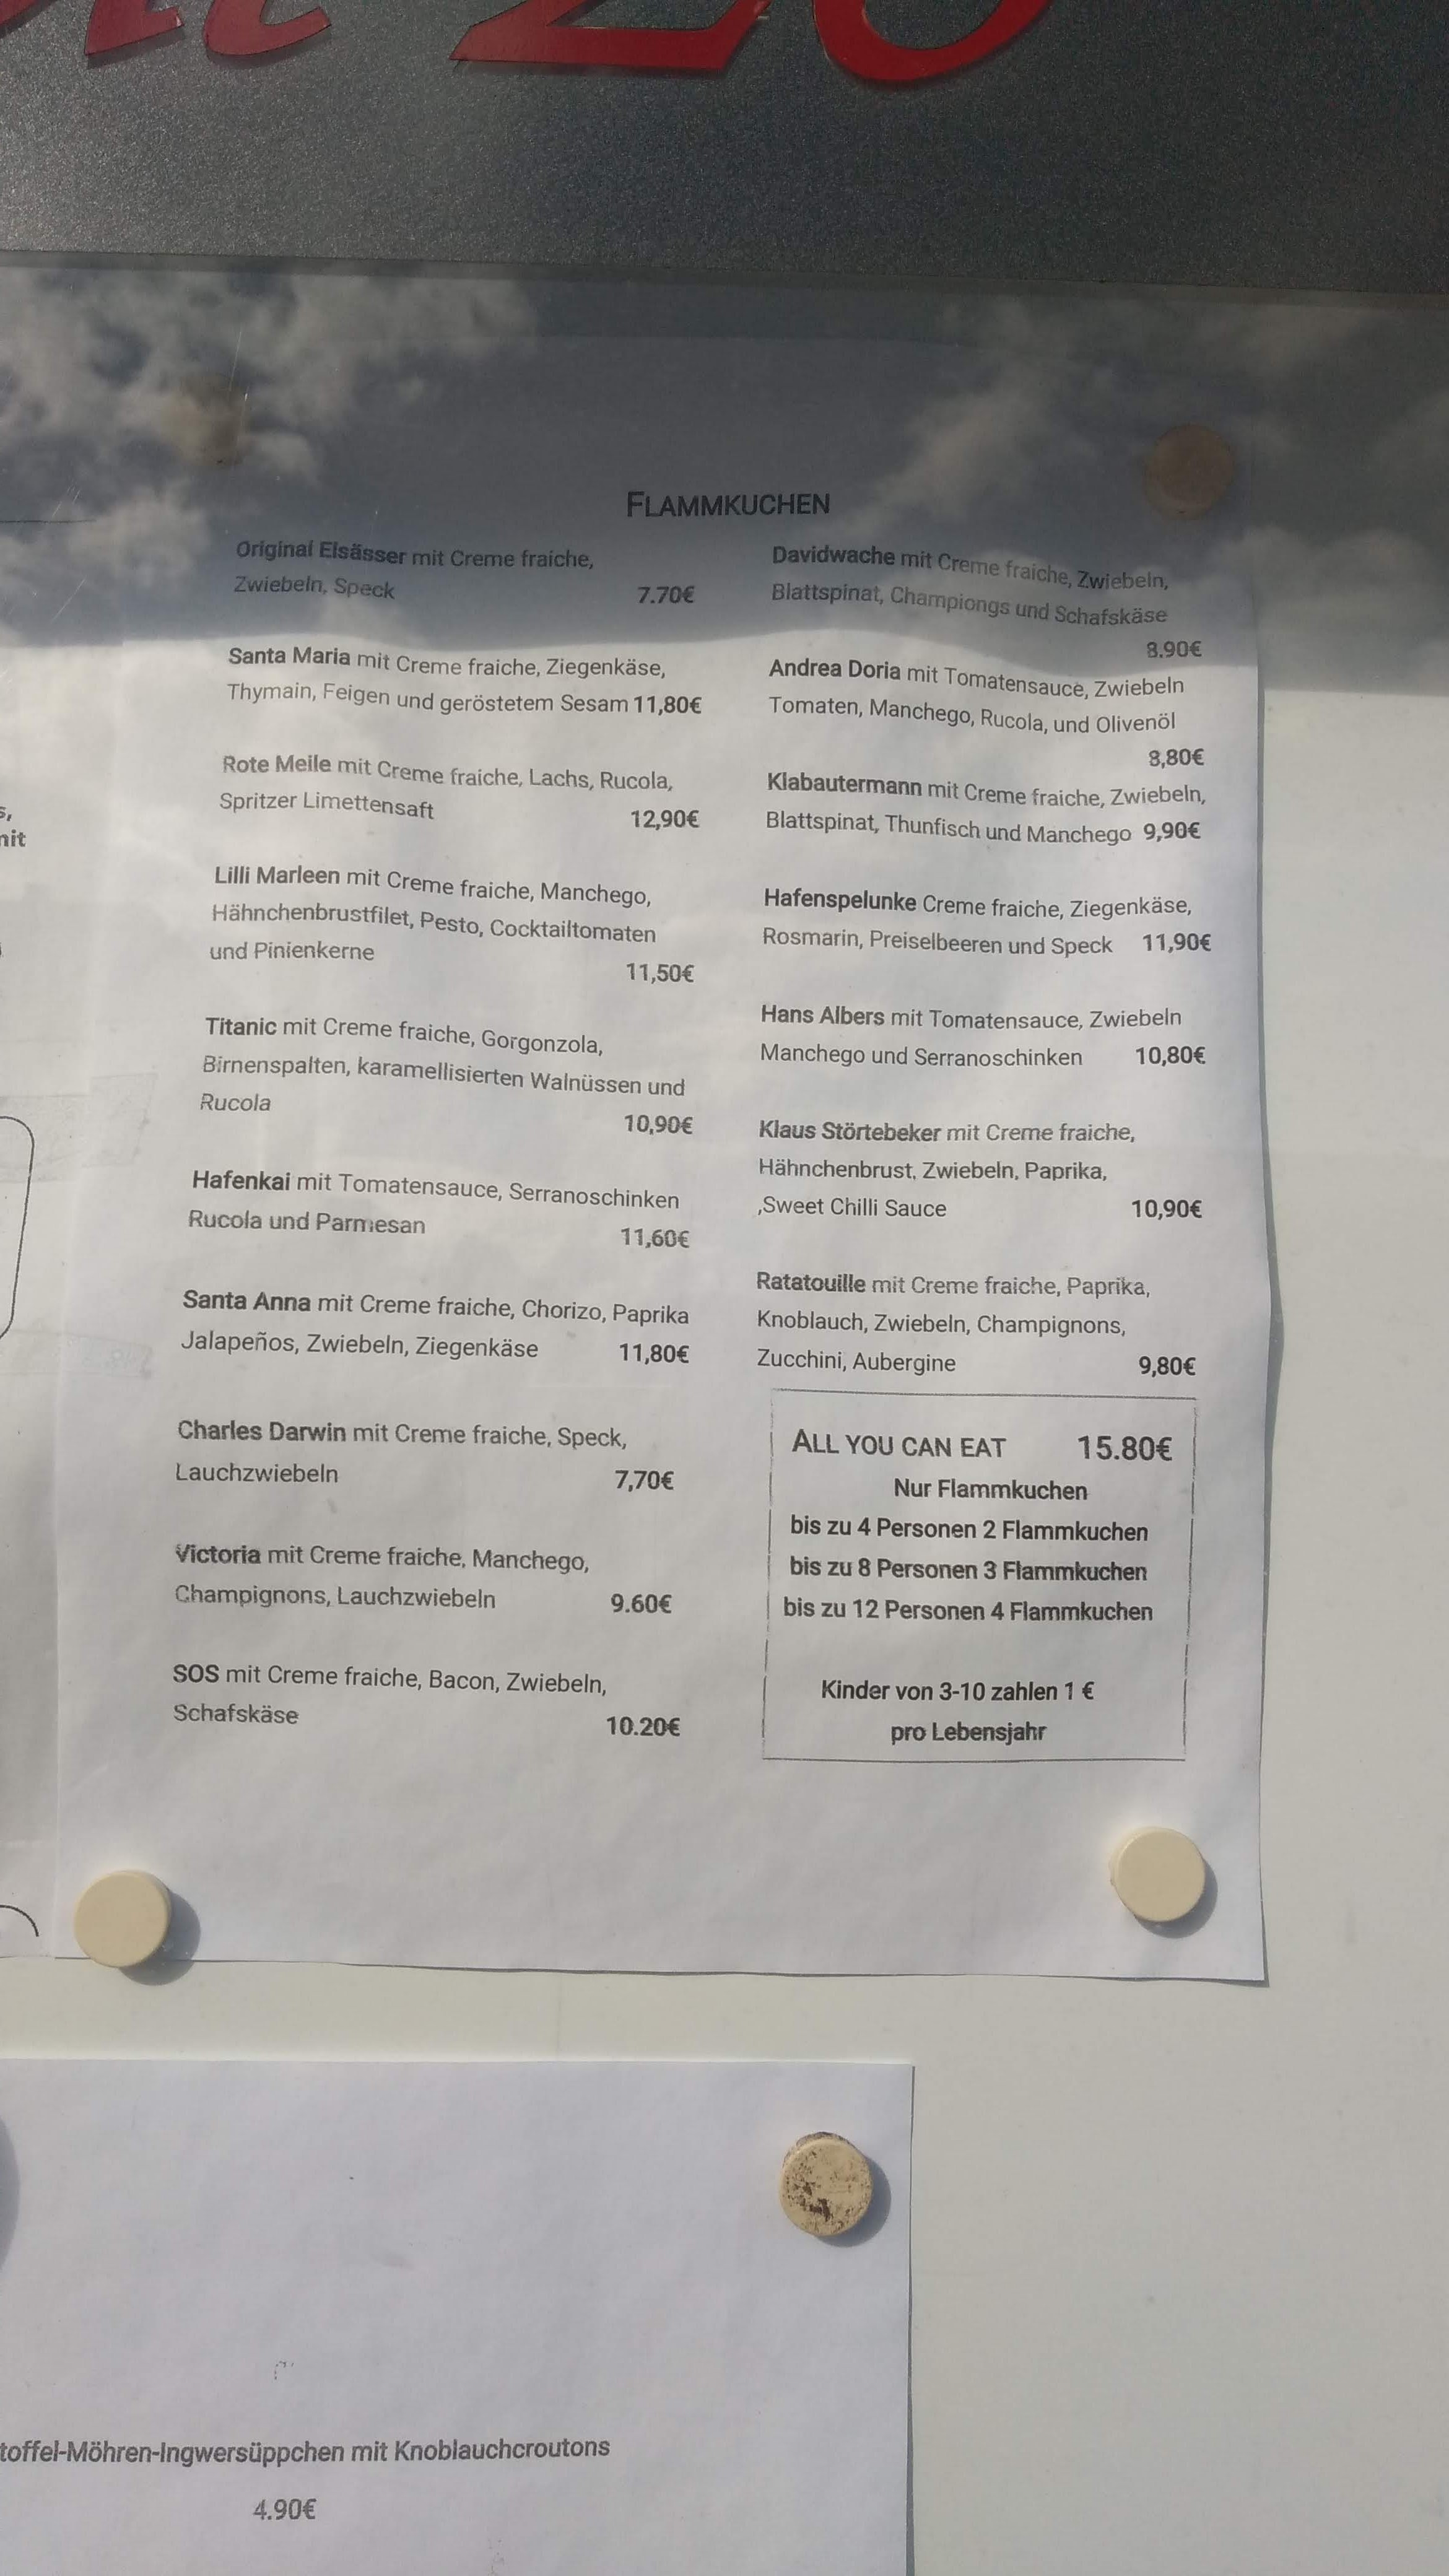 FLAMMKUCHEN
Original Elsässer mit Creme fraiche,
Zwiebeln, Speck 7.70€
Santa Maria mit Creme fraiche, Ziegenkäse,
Thymain, Feigen und geröstetem Sesam 11,80€
Rote Meile mit Creme fraiche, Lachs, Rucola,
Spritzer Limettensaft 12,90€
Lilli Marleen mit Creme fraiche, Manchego,
Hähnchenbrustfilet, Pesto, Cocktailtomaten
und Pinienkerne
11,50€
Titanic mit Creme fraiche, Gorgonzola,
Birnenspalten, karamellisierten Walnüssen und
Rucola
10,90€
Hafenkai mit Tomatensauce, Serranoschinken
Rucola und Parmesan 11,60€
Santa Anna mit Creme fraiche, Chorizo, Paprika
Jalapeños, Zwiebeln, Ziegenkäse 11,80€
Charles Darwin mit Creme fraiche, Speck,
Lauchzwiebeln 7,70€
Victoria mit Creme fraiche, Manchego,
Champignons, Lauchzwiebeln 9.60€
SOS mit Creme fraiche, Bacon, Zwiebeln,
Schafskäse 10.20€
Davidwache mit Creme fraiche, Zwiebeln,
Blattspinat, Championgs und Schafskäse
8.90€
Andrea Doria mit Tomatensauce, Zwiebeln
Tomaten, Manchego, Rucola, und Olivenöl
8,80€
Klabautermann mit Creme fraiche, Zwiebeln,
Blattspinat, Thunfisch und Manchego 9,90€
Hafenspelunke Creme fraiche, Ziegenkäse,
Rosmarin, Preiselbeeren und Speck 11,90€
Hans Albers mit Tomatensauce, Zwiebeln
Manchego und Serranoschinken 10,80€
Klaus Störtebeker mit Creme fraiche,
Hähnchenbrust, Zwiebeln, Paprika,
,Sweet Chilli Sauce 10,90€
Ratatouille mit Creme fraiche, Paprika,
Knoblauch, Zwiebeln, Champignons,
Zucchini, Aubergine 9,80€
ALL YOU CAN EAT 15.80€
Nur Flammkuchen
bis zu 4 Personen 2 Flammkuchen
bis zu 8 Personen 3 Flammkuchen
bis zu 12 Personen 4 Flammkuchen
Kinder von 3-10 zahlen 1 €
pro Lebensjahr
toffel-Möhren-Ingwersüppchen mit Knoblauchcroutons
4.90€